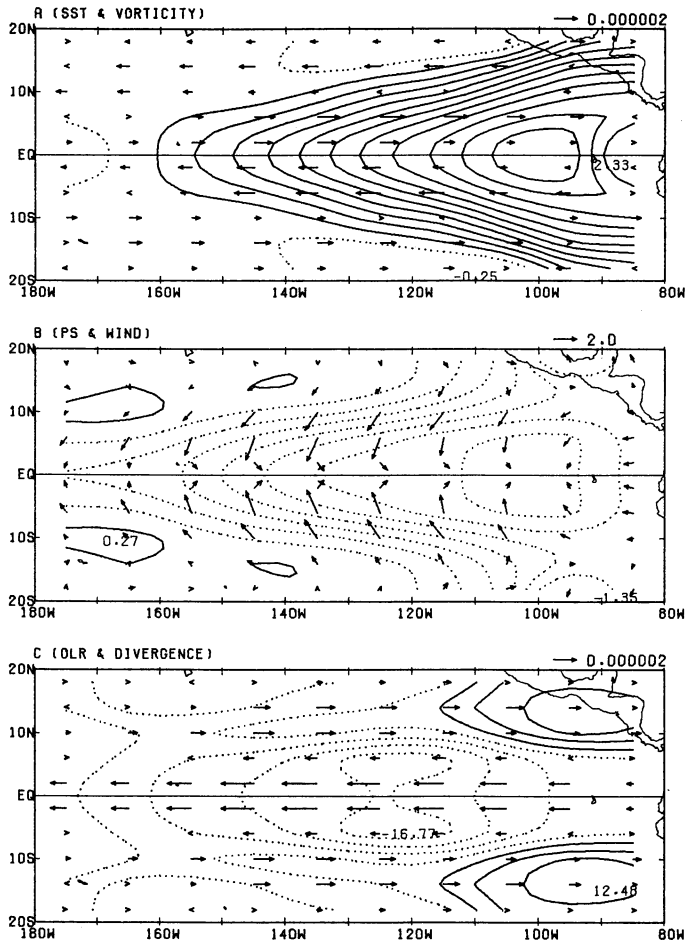 A (SST & VORTICITY)
0.000002
20N
10N
EQ
10S
20S
2.33
-0.25
180W 160W 140W 120W 100W 80W
B (PS & WIND)
2.0
20N
10N
EQ
10S
20S
0.27
-1.35
180W 160W 140W 120W 100W 80W
C (OLR & DIVERGENCE)
0.000002
20N
10N
EQ
10S
20S
-16.77
12.46
180W 160W 140W 120W 100W 80W